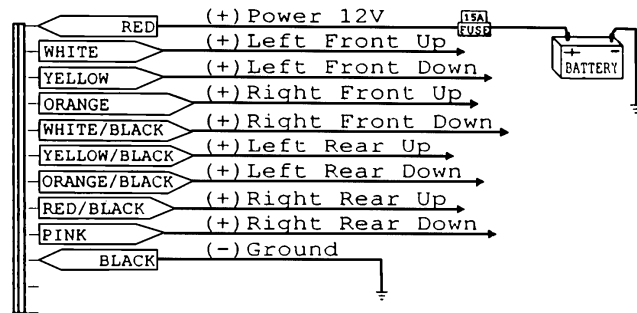 RED (+) Power 12V 15A FUSE
WHITE (+) Left Front Up
YELLOW (+) Left Front Down
ORANGE (+) Right Front Up
WHITE/BLACK (+) Right Front Down
YELLOW/BLACK (+) Left Rear Up
ORANGE/BLACK (+) Left Rear Down
RED/BLACK (+) Right Rear Up
PINK (+) Right Rear Down
BLACK (-) Ground
+ -
BATTERY